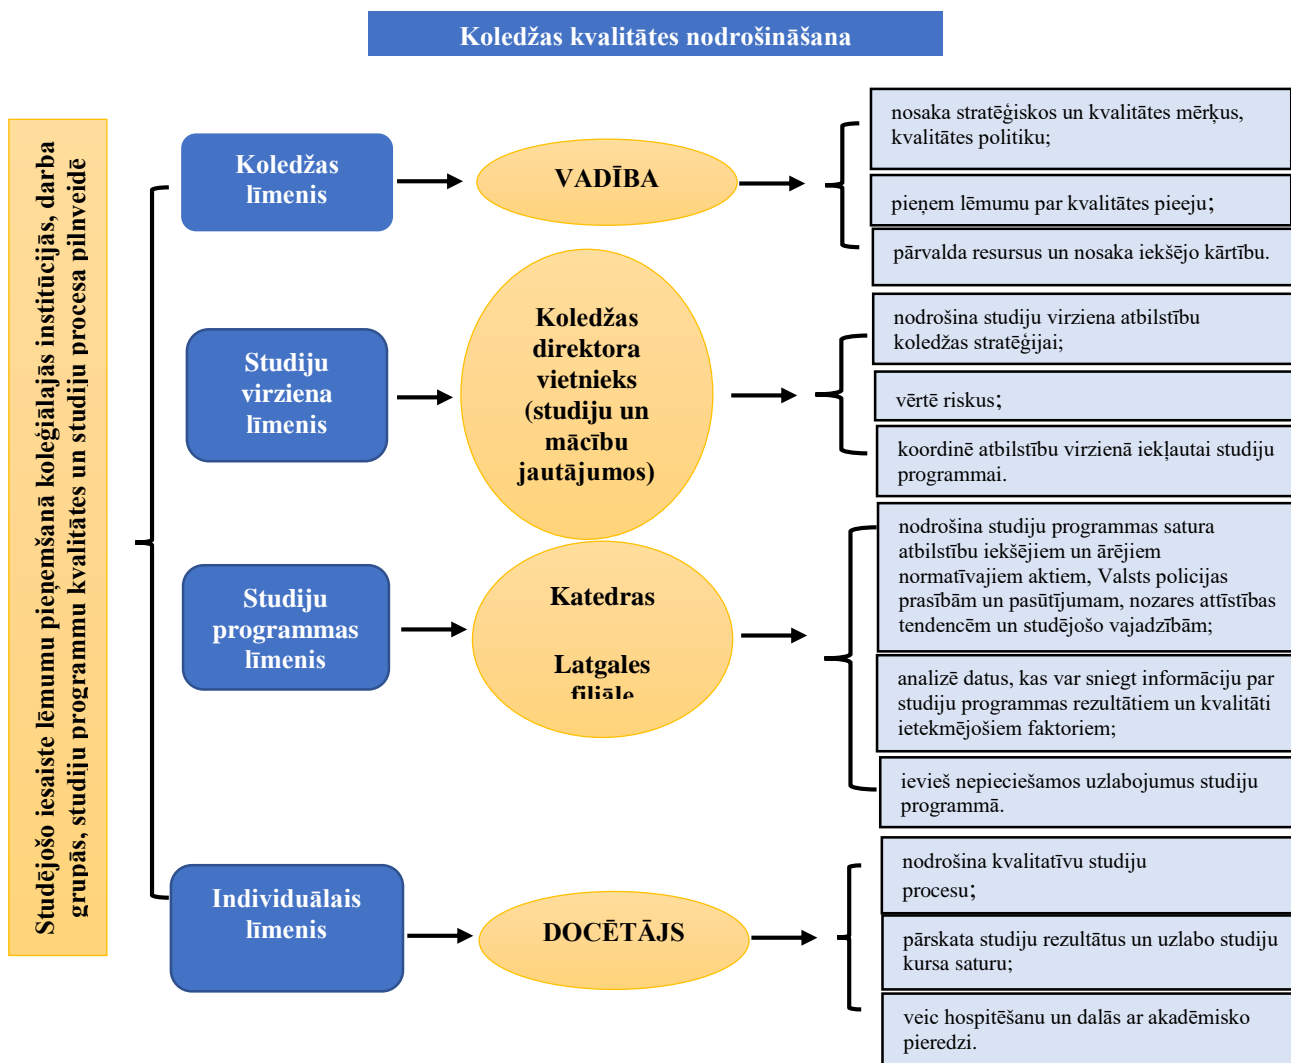 Koledžas kvalitātes nodrošināšana
Studējošo iesaiste lēmumu pieņemšanā koleģiālajās institūcijās, darba
grupās, studiju programmu kvalitātes un studiju procesa pilnveidē
Koledžas
līmenis
VADĪBA
nosaka stratēģiskos un kvalitātes mērķus,
kvalitātes politiku;
pieņem lēmumu par kvalitātes pieeju;
pārvalda resursus un nosaka iekšējo kārtību.
Studiju
virziena
līmenis
Koledžas
direktora
vietnieks
(studiju un
mācību
jautājumos)
nodrošina studiju virziena atbilstību
koledžas stratēģijai;
vērtē riskus;
koordinē atbilstību virzienā iekļautai studiju
programmai.
Studiju
programmas
līmenis
Katedras
Latgales
filiāle
nodrošina studiju programmas satura
atbilstību iekšējiem un ārējiem
normatīvajiem aktiem, Valsts policijas
prasībām un pasūtījumam, nozares attīstības
tendencēm un studējošo vajadzībām;
analizē datus, kas var sniegt informāciju par
studiju programmas rezultātiem un kvalitāti
ietekmējošiem faktoriem;
ievieš nepieciešamos uzlabojumus studiju
programmā.
Individuālais
līmenis
DOCĒTĀJS
nodrošina kvalitatīvu studiju
procesu;
pārskata studiju rezultātus un uzlabo studiju
kursa saturu;
veic hospitēšanu un dalās ar akadēmisko
pieredzi.